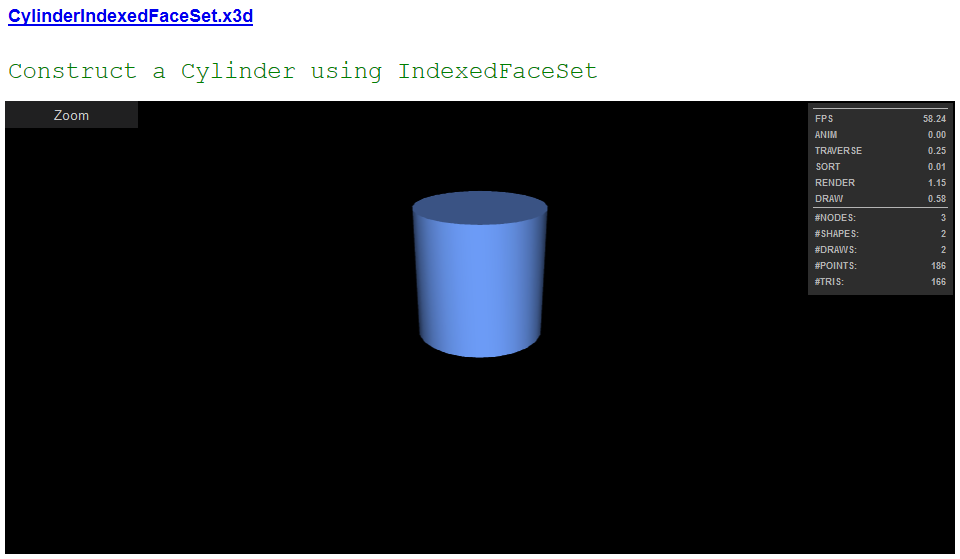 CylinderIndexedFaceSet.x3d
Construct a Cylinder using IndexedFaceSet
Zoom
FPS 58.24
ANIM 0.00
TRAVERSE 0.25
SORT 0.01
RENDER 1.15
DRAW 0.58
#NODES: 3
#SHAPES: 2
#DRAWS: 2
#POINTS: 186
#TRIS: 166